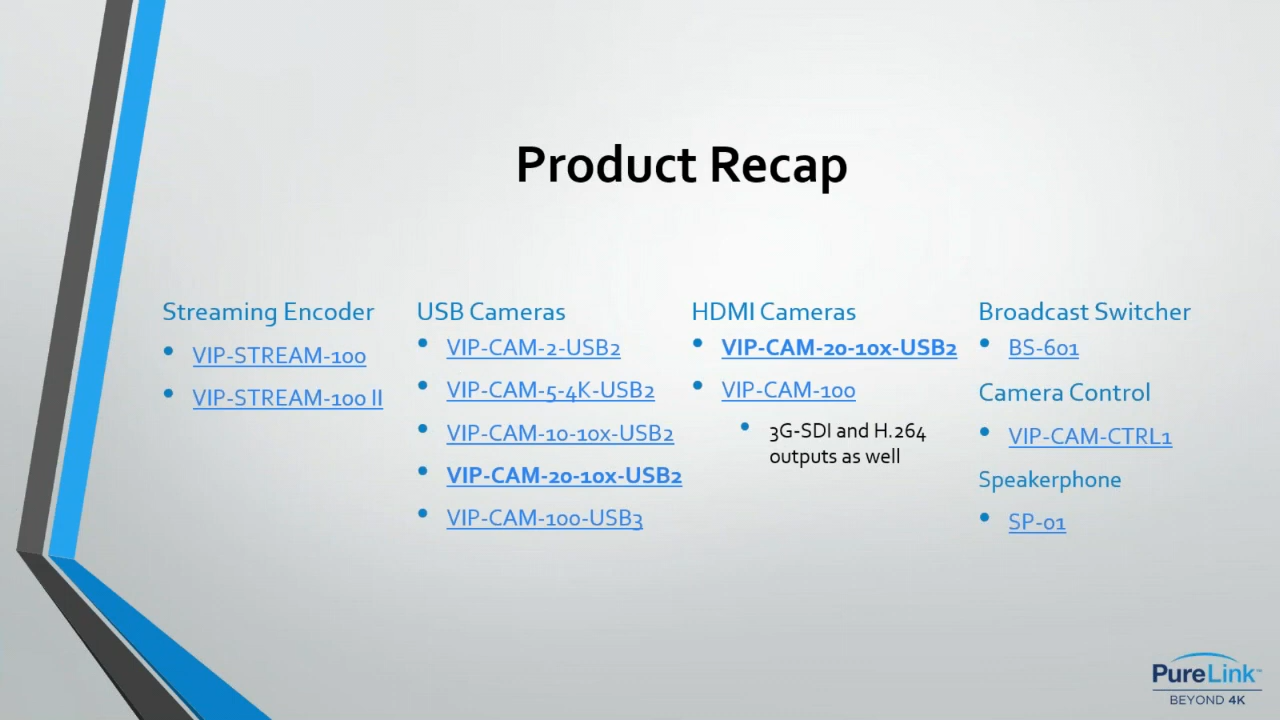 Product Recap
Streaming Encoder
VIP-STREAM-100
VIP-STREAM-100 II
USB Cameras
VIP-CAM-2-USB2
VIP-CAM-5-4K-USB2
VIP-CAM-10-10x-USB2
VIP-CAM-20-10x-USB2
VIP-CAM-100-USB3
HDMI Cameras
VIP-CAM-20-10x-USB2
VIP-CAM-100
3G-SDI and H.264
outputs as well
Broadcast Switcher
BS-601
Camera Control
VIP-CAM-CTRL1
Speakerphone
SP-01
PureLink™
BEYOND 4K